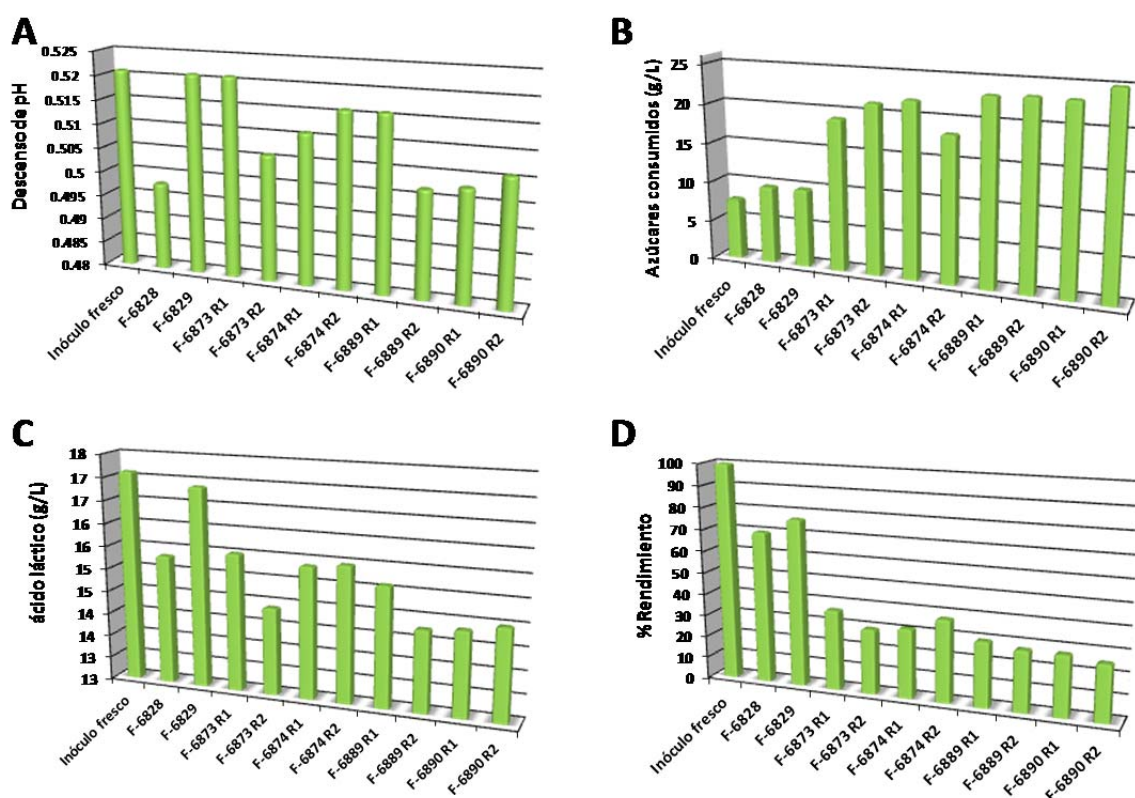 A
Descenso de pH
0.525
0.52
0.515
0.51
0.505
0.5
0.495
0.49
0.485
0.48
Inóculo fresco
F-6828
F-6829
F-6873 R1
F-6873 R2
F-6874 R1
F-6874 R2
F-6889 R1
F-6889 R2
F-6890 R1
F-6890 R2
B
Azúcares consumidos (g/L)
25
20
15
10
5
0
Inóculo fresco
F-6828
F-6829
F-6873 R1
F-6873 R2
F-6874 R1
F-6874 R2
F-6889 R1
F-6889 R2
F-6890 R1
F-6890 R2
C
ácido láctico (g/L)
18
17
17
16
16
15
15
14
14
13
13
Inóculo fresco
F-6828
F-6829
F-6873 R1
F-6873 R2
F-6874 R1
F-6874 R2
F-6889 R1
F-6889 R2
F-6890 R1
F-6890 R2
D
% Rendimiento
100
90
80
70
60
50
40
30
20
10
0
Inóculo fresco
F-6828
F-6829
F-6873 R1
F-6873 R2
F-6874 R1
F-6874 R2
F-6889 R1
F-6889 R2
F-6890 R1
F-6890 R2